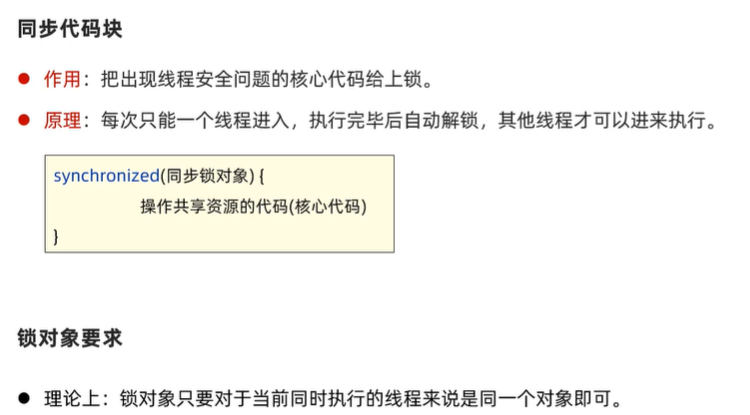 同步代码块
● 作用：把出现线程安全问题的核心代码给上锁。
● 原理：每次只能一个线程进入，执行完毕后自动解锁，其他线程才可以进来执行。
synchronized(同步锁对象) {
操作共享资源的代码(核心代码)
}
锁对象要求
● 理论上：锁对象只要对于当前同时执行的线程来说是同一个对象即可。